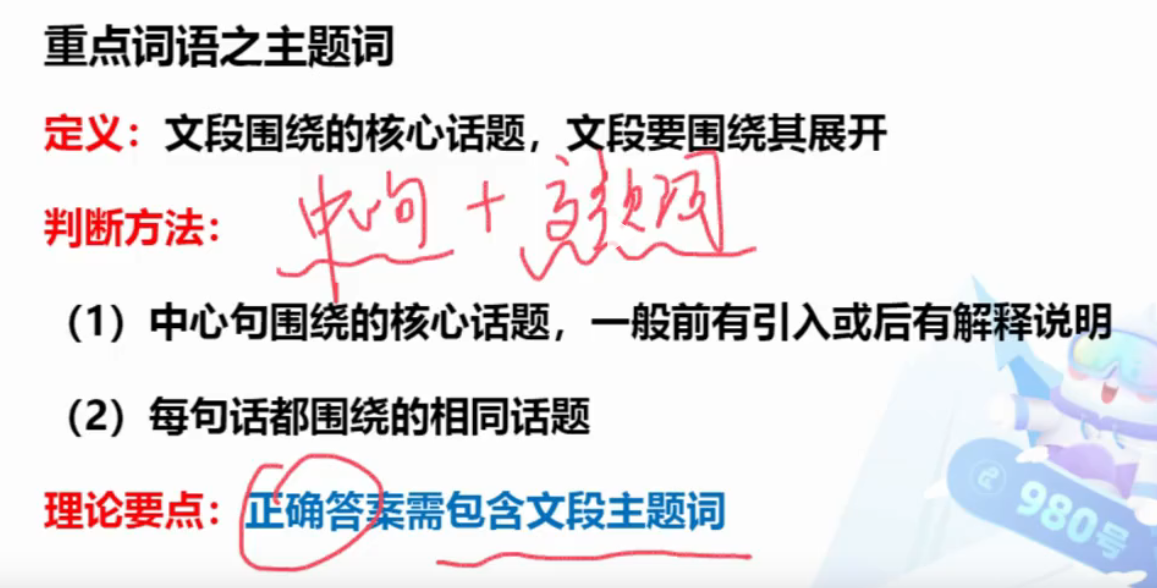 重点词语之主题词
定义：文段围绕的核心话题，文段要围绕其展开
中心句 + 高频词
判断方法：
（1）中心句围绕的核心话题，一般前有引入或后有解释说明
（2）每句话都围绕的相同话题
理论要点：正确答案需包含文段主题词
980号